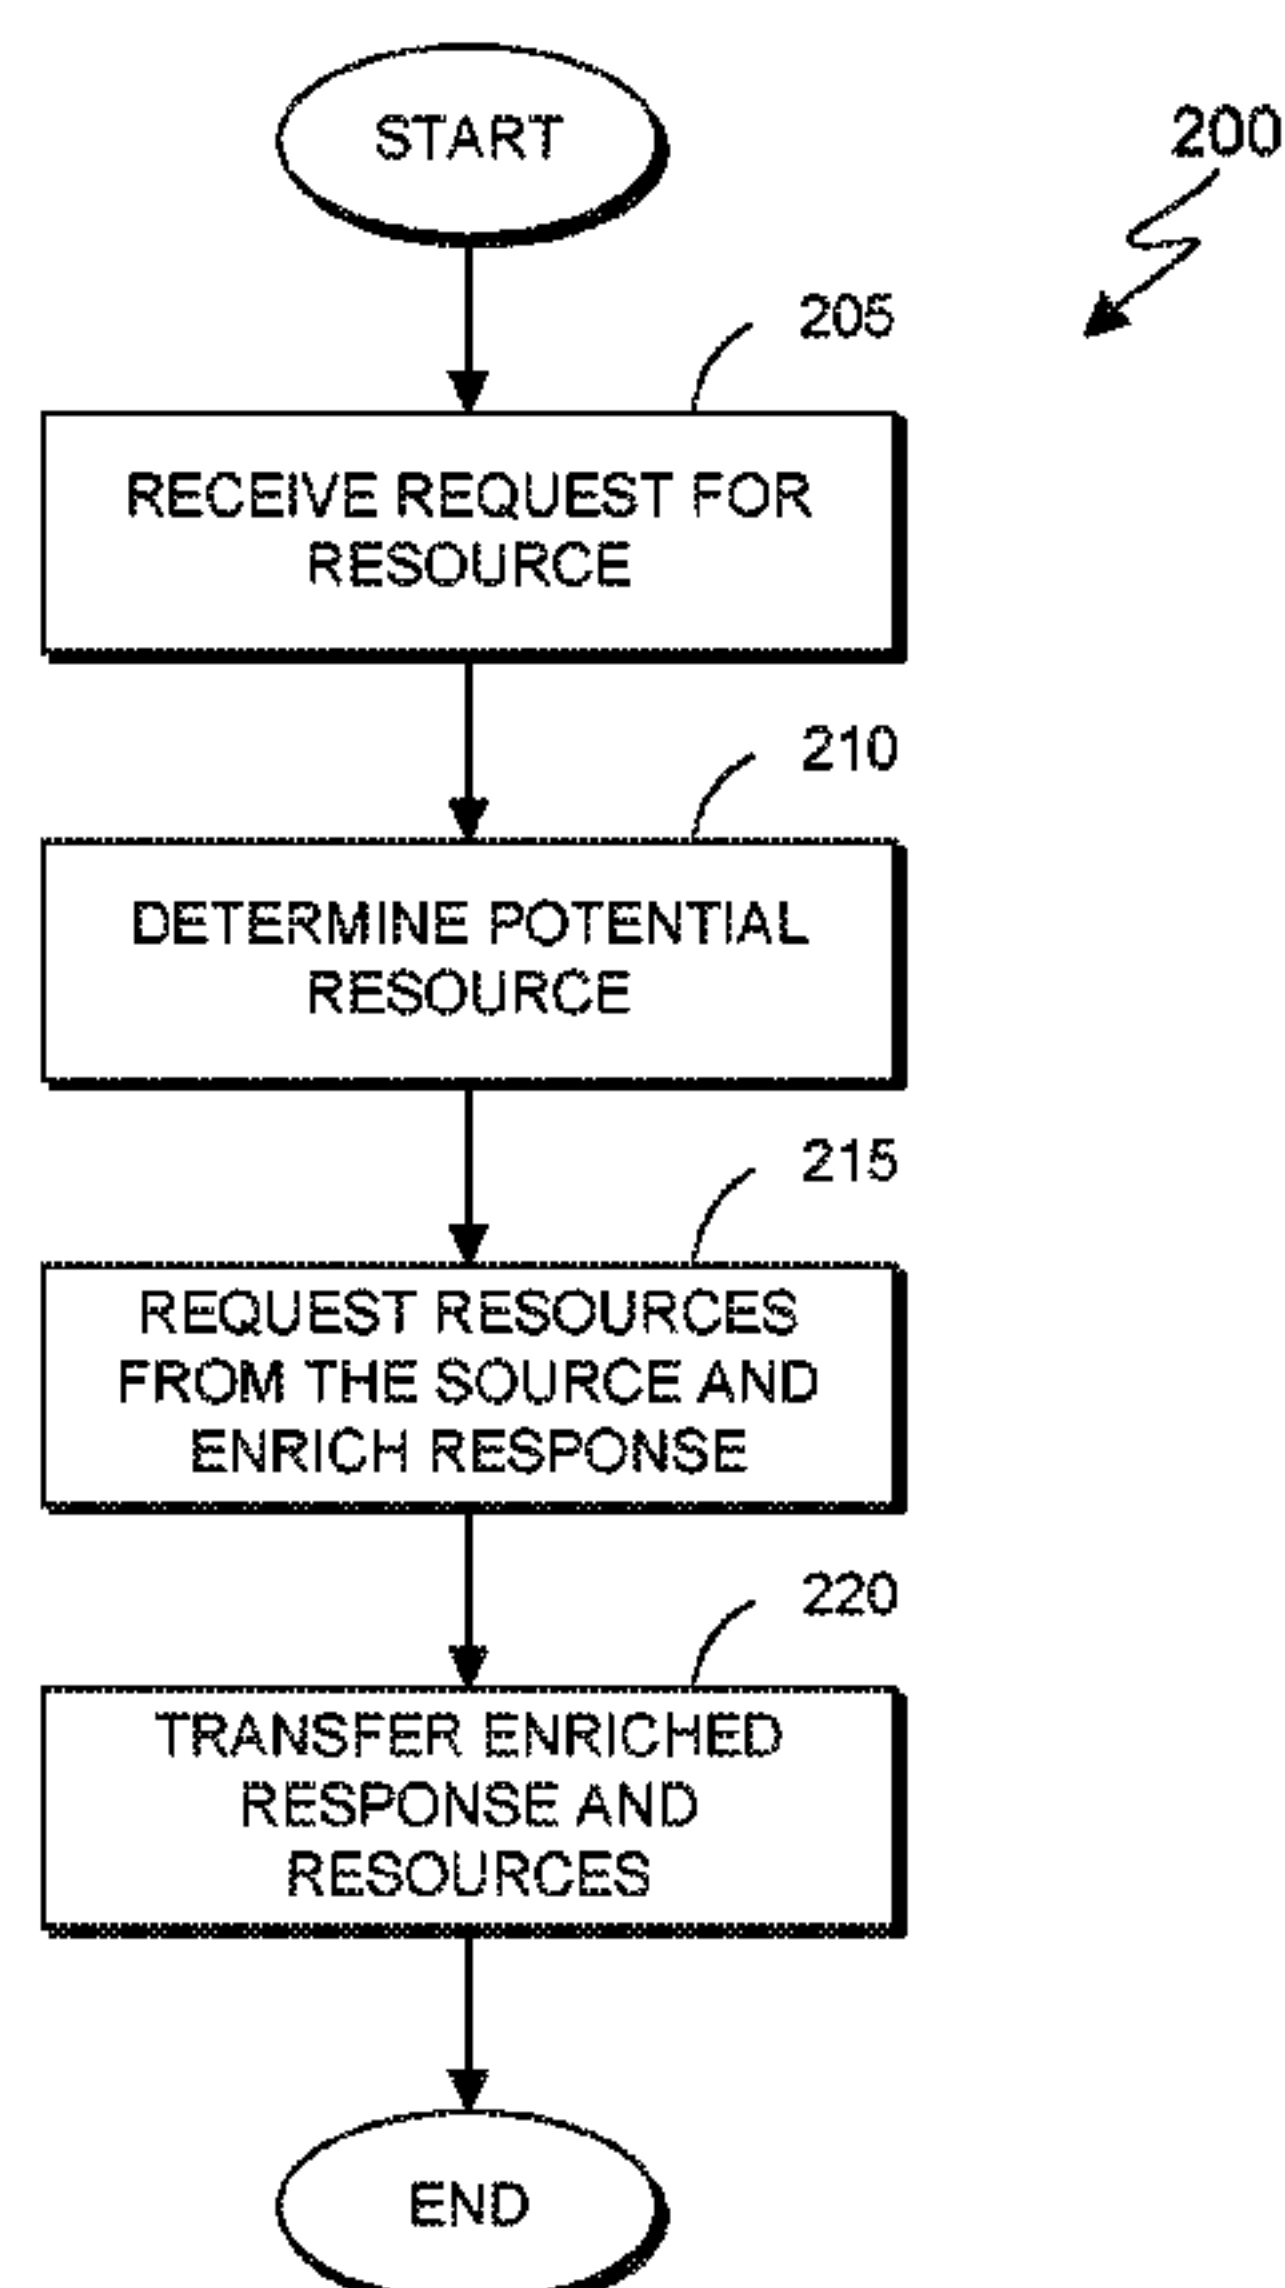 START
200
205
RECEIVE REQUEST FOR
RESOURCE
210
DETERMINE POTENTIAL
RESOURCE
215
REQUEST RESOURCES
FROM THE SOURCE AND
ENRICH RESPONSE
220
TRANSFER ENRICHED
RESPONSE AND
RESOURCES
END